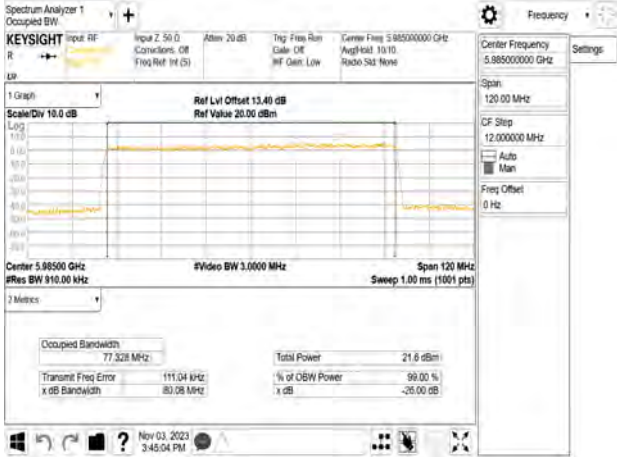 Spectrum Analyzer 1
Occupied BW
+
Frequency
KEYSIGHT
R
Input: RF
Input Z: 50 Ω
Corrections: Off
Freq Ref: Int (S)
Atten: 20 dB
Trig: Free Run
Gate: Off
#IF Gain: Low
Center Freq: 5.985000000 GHz
Avg|Hold: 10/10
Radio Std: None
Center Frequency
5.985000000 GHz
Settings
Span
120.00 MHz
CF Step
12.000000 MHz
Auto
Man
Freq Offset
0 Hz
1 Graph
Scale/Div 10.0 dB
Log
Ref Lvl Offset 13.40 dB
Ref Value 20.00 dBm
10.0
0.00
Center 5.98500 GHz
#Res BW 910.00 kHz
#Video BW 3.0000 MHz
Span 120 MHz
Sweep 1.00 ms (1001 pts)
2 Metrics
Occupied Bandwidth
77.328 MHz
Total Power
21.6 dBm
Transmit Freq Error
111.04 kHz
% of OBW Power
99.00 %
x dB Bandwidth
80.08 MHz
x dB
-26.00 dB
?
Nov 03, 2023
3:45:04 PM